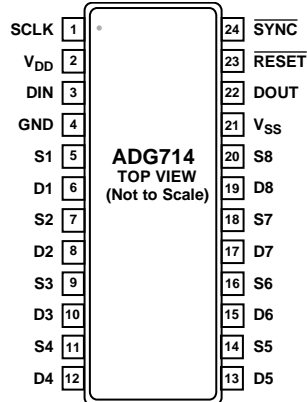 SCLK 1 24 SYNC
VDD 2 23 RESET
DIN 3 22 DOUT
GND 4 21 VSS
S1 5 20 S8
D1 6 19 D8
S2 7 18 S7
D2 8 17 D7
S3 9 16 S6
D3 10 15 D6
S4 11 14 S5
D4 12 13 D5
ADG714
TOP VIEW
(Not to Scale)